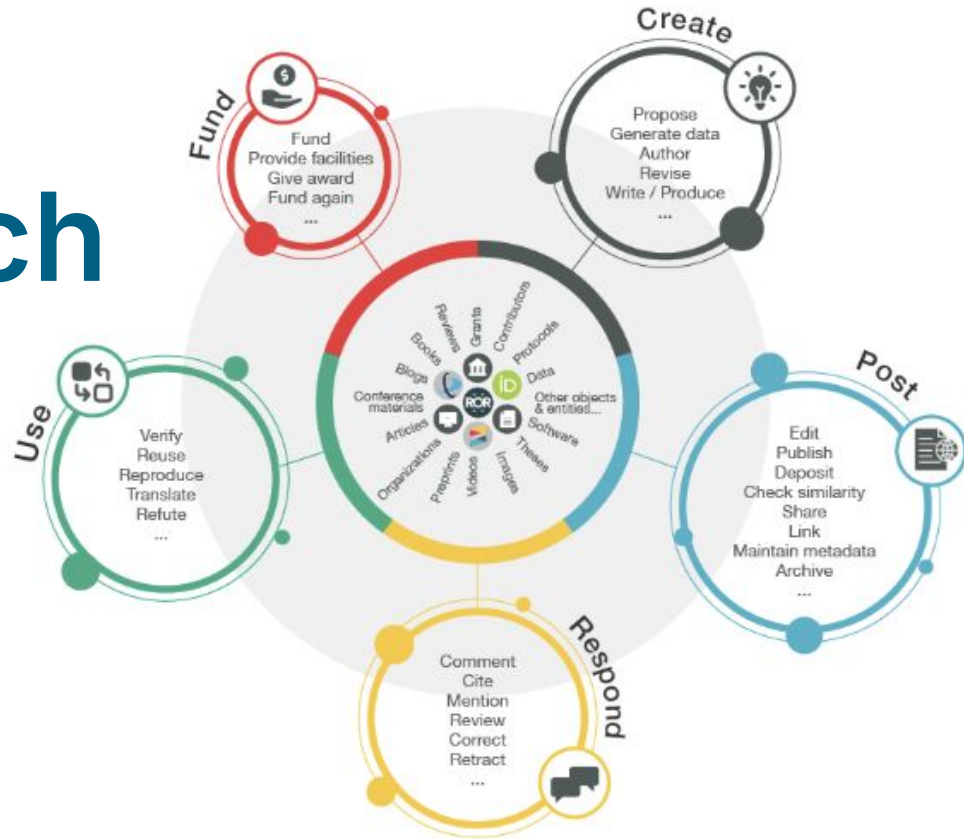 ch
Fund
Fund
Provide facilities
Give award
Fund again
...
Create
Propose
Generate data
Author
Revise
Write / Produce
...
Post
Edit
Publish
Deposit
Check similarity
Share
Link
Maintain metadata
Archive
...
Respond
Comment
Cite
Mention
Review
Correct
Retract
...
Use
Verify
Reuse
Reproduce
Translate
Refute
...
Grants
Contributors
Protocols
Data
Other objects
& entities...
Software
Theses
Images
Videos
Preprints
Organizations
Articles
Conference
materials
Blogs
Books
Reviews
iD
ROR